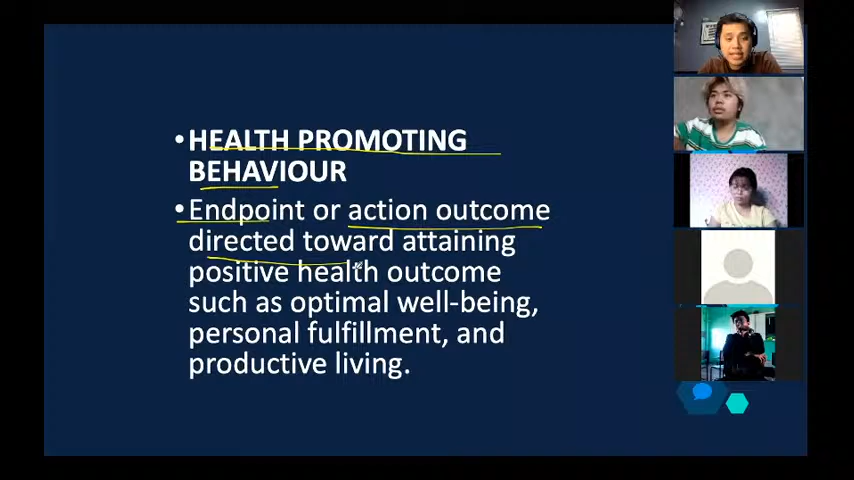 •HEALTH PROMOTING
BEHAVIOUR
•Endpoint or action outcome
directed toward attaining
positive health outcome
such as optimal well-being,
personal fulfillment, and
productive living.